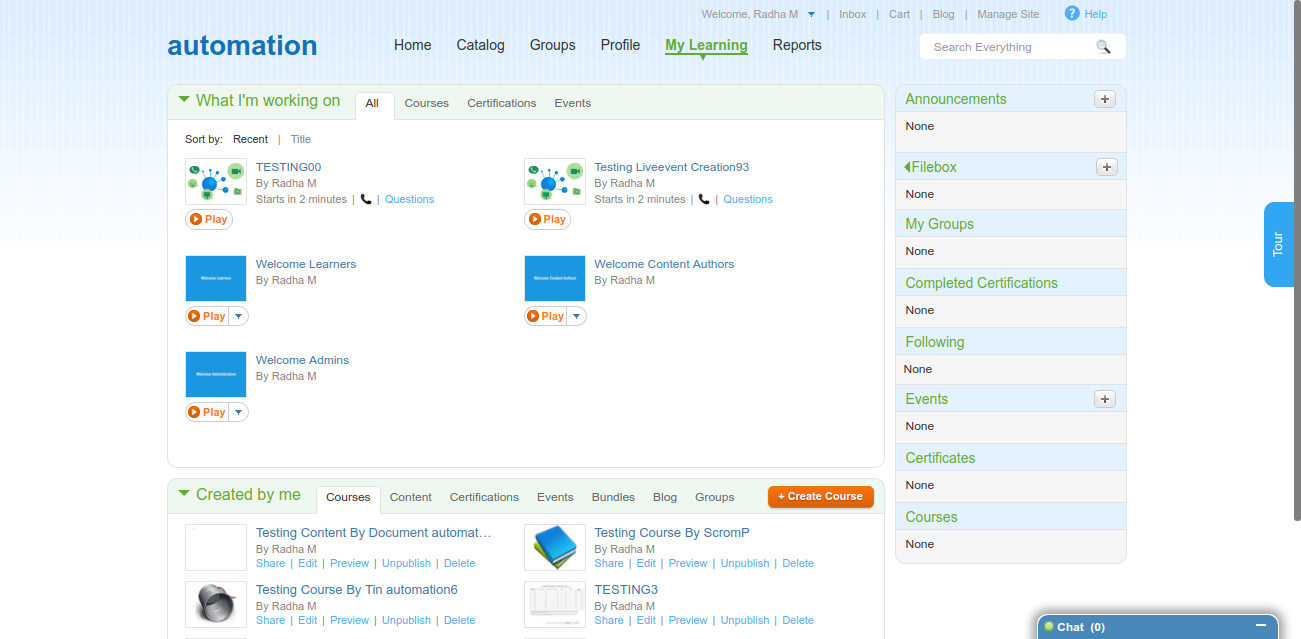 Welcome, Radha M | Inbox | Cart | Blog | Manage Site ? Help
automation
Home Catalog Groups Profile My Learning Reports
Search Everything
What I'm working on All Courses Certifications Events
Sort by: Recent | Title
TESTING00
By Radha M
Starts in 2 minutes | | Questions
Play
Testing Liveevent Creation93
By Radha M
Starts in 2 minutes | | Questions
Play
Welcome Learners
Welcome Learners
By Radha M
Play
Welcome Content Authors
Welcome Content Authors
By Radha M
Play
Welcome Administrators
Welcome Admins
By Radha M
Play
Created by me Courses Content Certifications Events Bundles Blog Groups + Create Course
Testing Content By Document automat…
By Radha M
Share | Edit | Preview | Unpublish | Delete
Testing Course By ScromP
By Radha M
Share | Edit | Preview | Unpublish | Delete
Testing Course By Tin automation6
By Radha M
Share | Edit | Preview | Unpublish | Delete
TESTING3
By Radha M
Share | Edit | Preview | Unpublish | Delete
Announcements +
None
Filebox +
None
My Groups
None
Completed Certifications
None
Following
None
Events +
None
Certificates
None
Courses
None
Tour
Chat (0)